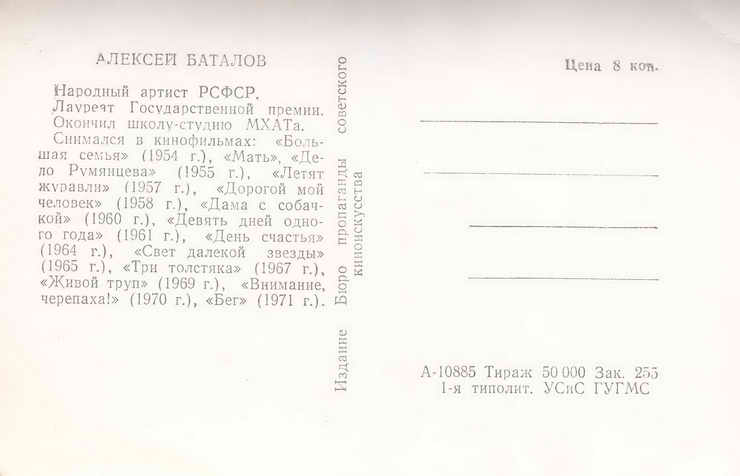 АЛЕКСЕЙ БАТАЛОВ
Народный артист РСФСР.
Лауреат Государственной премии.
Окончил школу-студию МХАТа.
Снимался в кинофильмах: «Боль-
шая семья» (1954 г.), «Мать», «Де-
ло Румянцева» (1955 г.), «Летят
журавли» (1957 г.), «Дорогой мой
человек» (1958 г.), «Дама с собач-
кой» (1960 г.), «Девять дней одно-
го года» (1961 г.), «День счастья»
(1964 г.), «Свет далекой звезды»
(1965 г.), «Три толстяка» (1967 г.),
«Живой труп» (1969 г.), «Внимание,
черепаха!» (1970 г.), «Бег» (1971 г.).
Издание Бюро пропаганды советского
киноискусства
Цена 8 коп.
А-10885 Тираж 50 000 Зак. 255
1-я типолит. УСиС ГУГМС